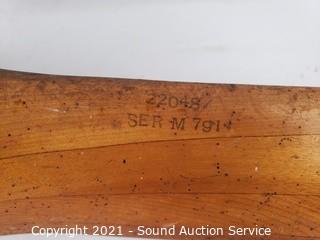 22048
SER M 7914
Copyright 2021 - Sound Auction Service